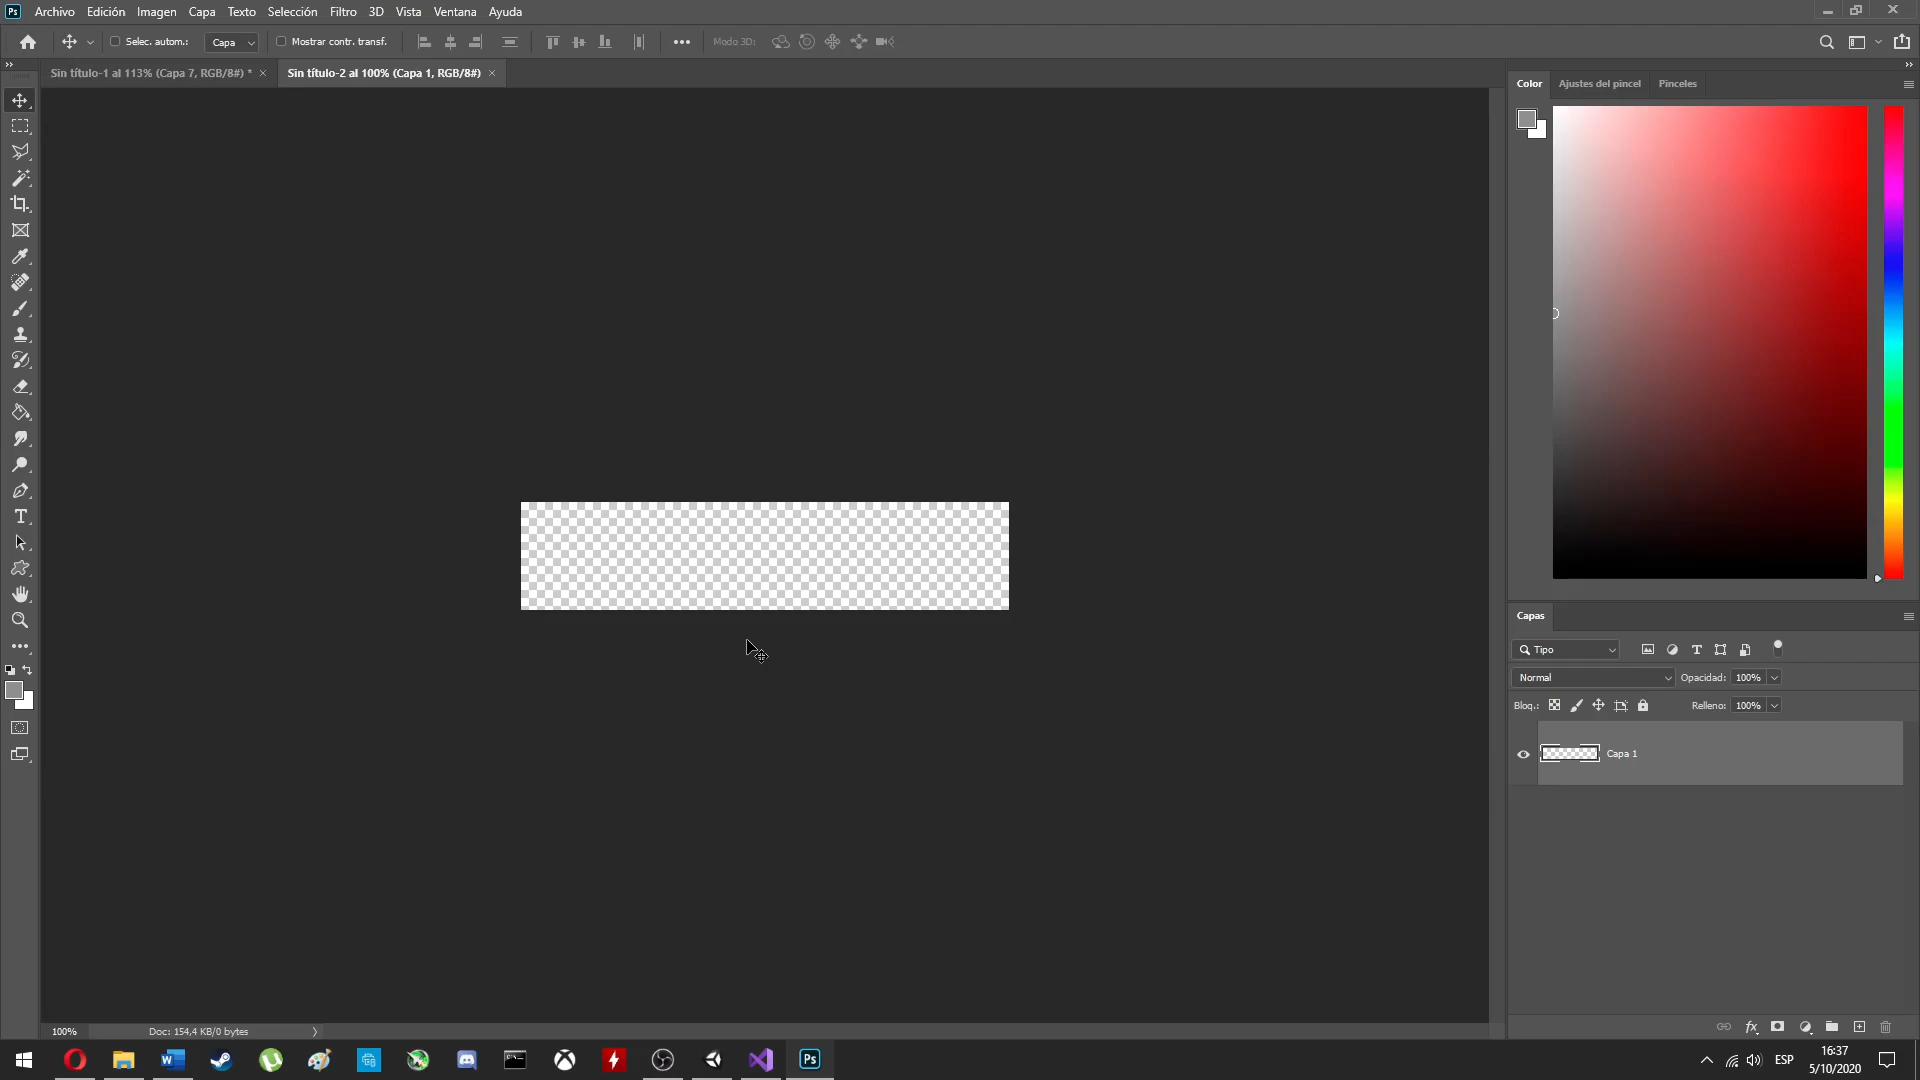 Ps Archivo Edición Imagen Capa Texto Selección Filtro 3D Vista Ventana Ayuda
Selec. autom.: Capa Mostrar contr. transf. Modo 3D:
Sin título-1 al 113% (Capa 7, RGB/8#) * Sin título-2 al 100% (Capa 1, RGB/8#)
Color Ajustes del pincel Pinceles
Capas
Tipo
Normal Opacidad: 100%
Bloq.: Relleno: 100%
Capa 1
100% Doc: 154,4 KB/0 bytes
Ps
ESP
16:37
5/10/2020